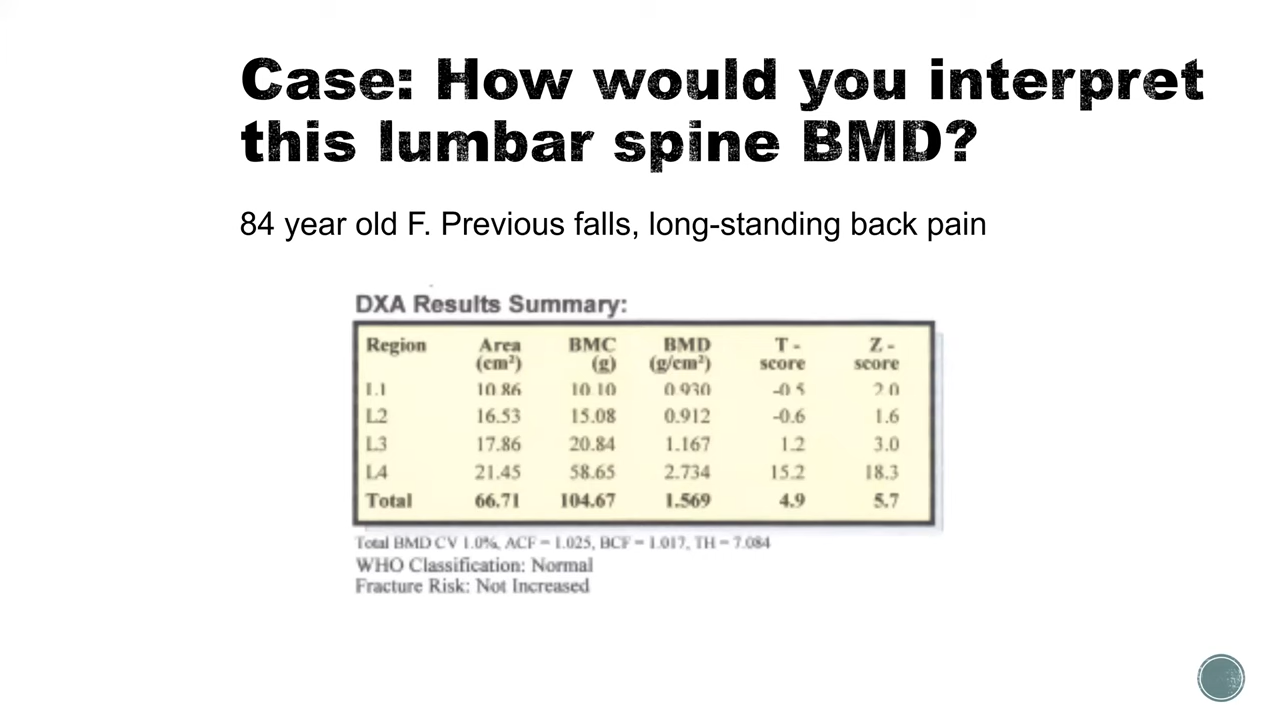 Case: How would you interpret
this lumbar spine BMD?
84 year old F. Previous falls, long-standing back pain
DXA Results Summary:
Region Area (cm²) BMC (g) BMD (g/cm²) T - score Z - score
L1 10.86 10.10 0.930 -0.5 2.0
L2 16.53 15.08 0.912 -0.6 1.6
L3 17.86 20.84 1.167 1.2 3.0
L4 21.45 58.65 2.734 15.2 18.3
Total 66.71 104.67 1.569 4.9 5.7
Total BMD CV 1.0%, ACF = 1.025, BCF = 1.017, TH = 7.084
WHO Classification: Normal
Fracture Risk: Not Increased